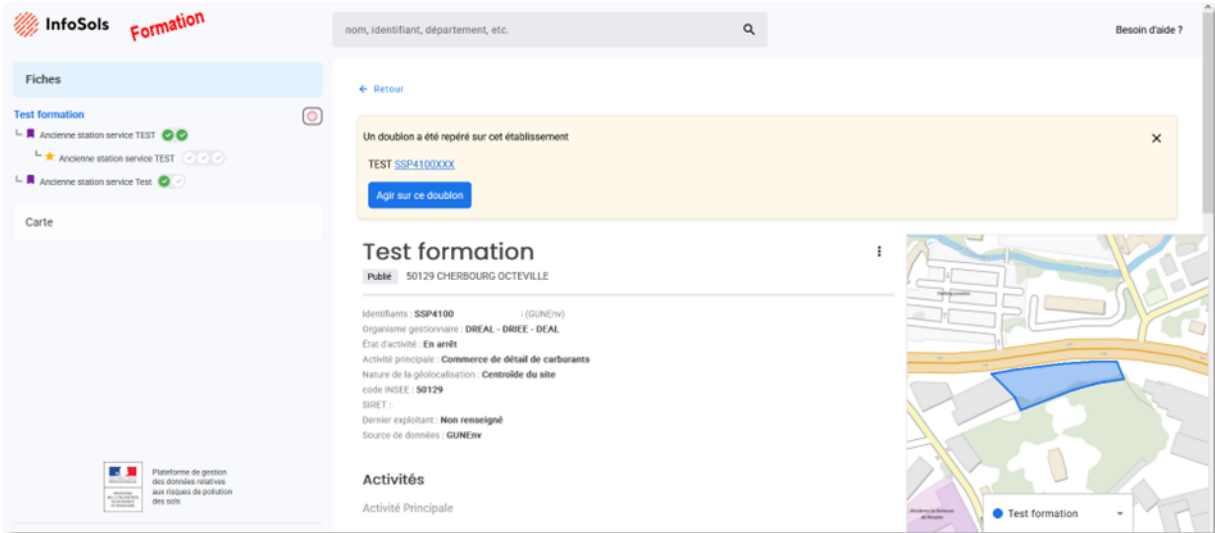 InfoSols
Formation
nom, identifiant, département, etc.
Besoin d'aide ?
Fiches
Test formation
Ancienne station service TEST
Ancienne station service TEST
Ancienne station service Test
Carte
Retour
Un doublon a été repéré sur cet établissement
TEST SSP4100XXX
Agir sur ce doublon
Test formation
Publié 50129 CHERBOURG OCTEVILLE
Identifiants : SSP4100 (GUNEnv)
Organisme gestionnaire : DREAL - DRIEE - DEAL
État d'activité : En arrêt
Activité principale : Commerce de détail de carburants
Nature de la géolocalisation : Centroïde du site
code INSEE : 50129
SIRET :
Dernier exploitant : Non renseigné
Source de données : GUNEnv
Activités
Activité Principale
Plateforme de gestion
des données relatives
aux risques de pollution
des sols
Test formation